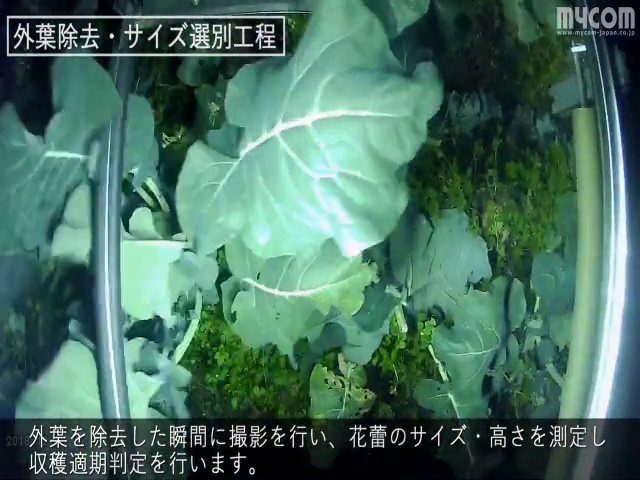 外葉除去・サイズ選別工程
mycom
www.mycom-japan.co.jp
外葉を除去した瞬間に撮影を行い、花蕾のサイズ・高さを測定し
収穫適期判定を行います。